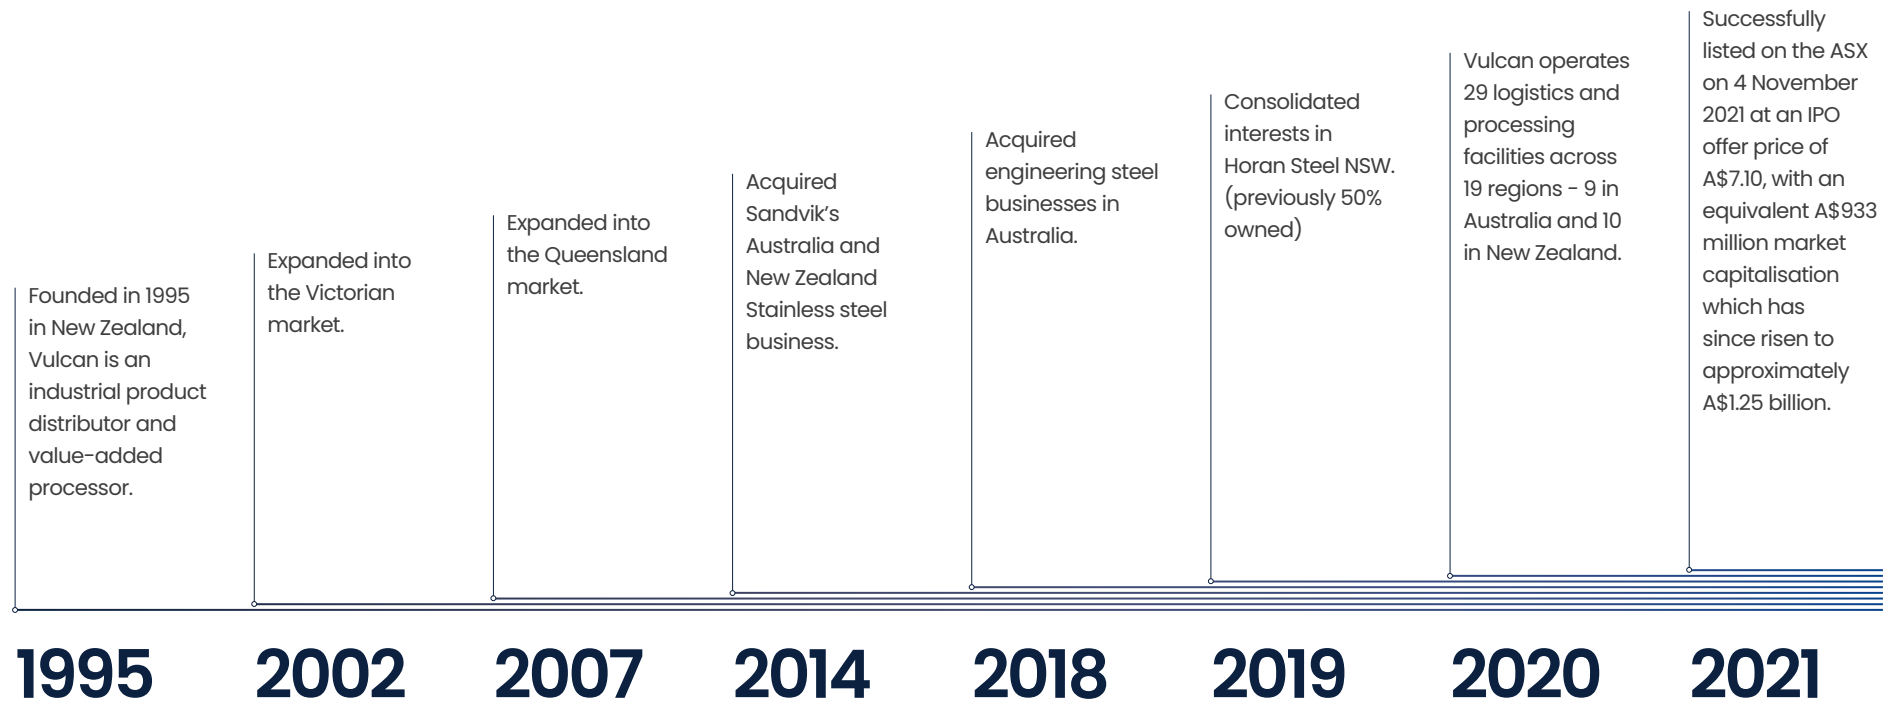 Founded in 1995
in New Zealand,
Vulcan is an
industrial product
distributor and
value-added
processor.
1995
Expanded into
the Victorian
market.
2002
Expanded into
the Queensland
market.
2007
Acquired
Sandvik's
Australia and
New Zealand
Stainless steel
business.
2014
Acquired
engineering steel
businesses in
Australia.
2018
Consolidated
interests in
Horan Steel NSW.
(previously 50%
owned)
2019
Vulcan operates
29 logistics and
processing
facilities across
19 regions - 9 in
Australia and 10
in New Zealand.
2020
Successfully
listed on the ASX
on 4 November
2021 at an IPO
offer price of
A$7.10, with an
equivalent A$933
million market
capitalisation
which has
since risen to
approximately
A$1.25 billion.
2021